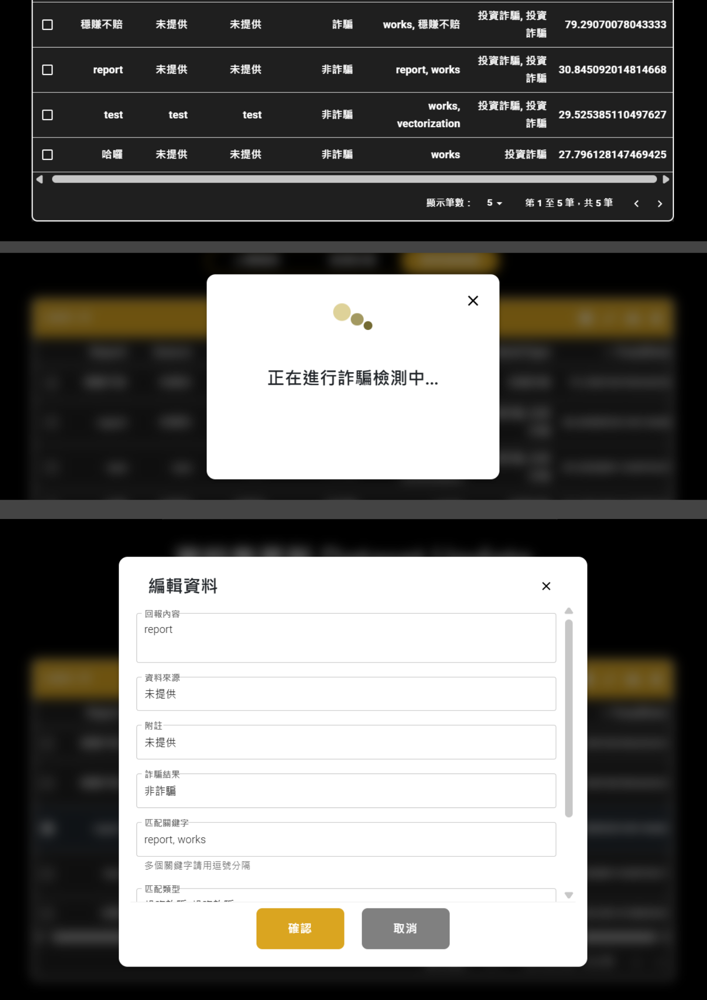 穩賺不賠 未提供 未提供 詐騙 works, 穩賺不賠 投資詐騙, 投資詐騙 79.29070078043333
report 未提供 未提供 非詐騙 report, works 投資詐騙, 投資詐騙 30.845092014814668
test test test 非詐騙 works, vectorization 投資詐騙, 投資詐騙 29.525385110497627
哈囉 未提供 未提供 非詐騙 works 投資詐騙 27.796128147469425
顯示筆數： 5 第 1 至 5 筆，共 5 筆
正在進行詐騙檢測中...
編輯資料
回報內容
report
資料來源
未提供
附註
未提供
詐騙結果
非詐騙
匹配關鍵字
report, works
多個關鍵字請用逗號分隔
匹配類型
確認 取消